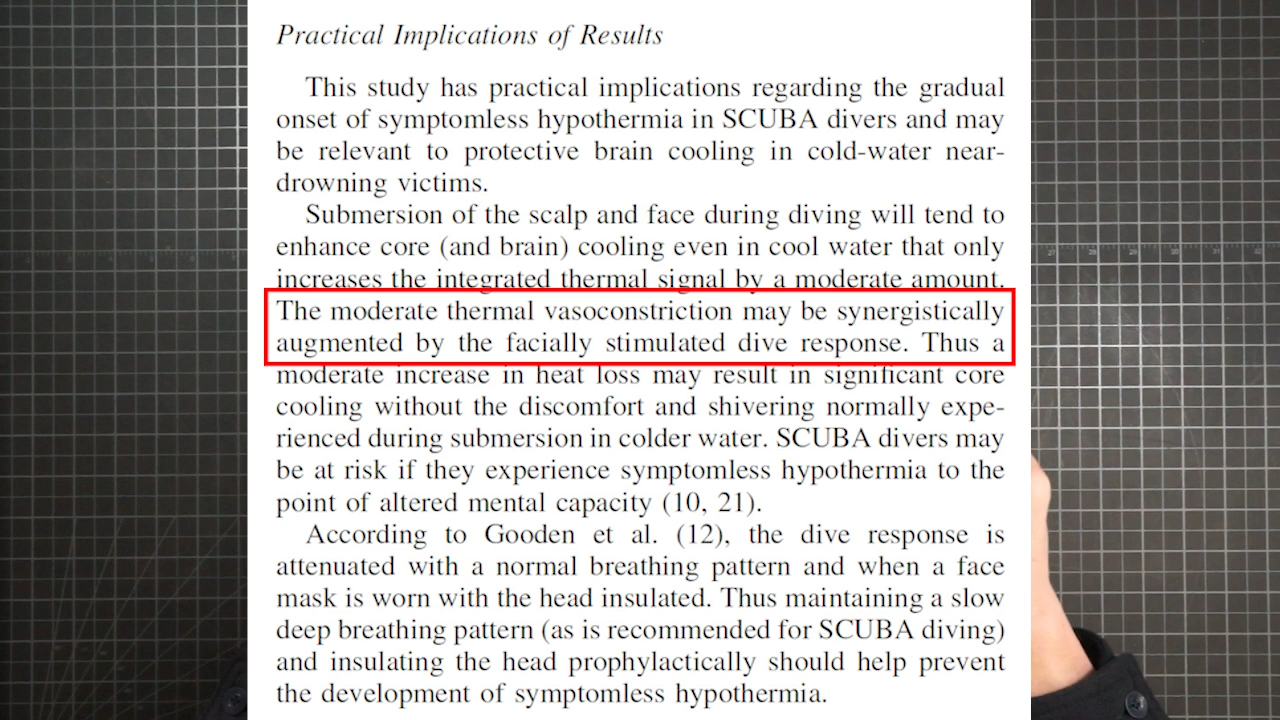 Practical Implications of Results
This study has practical implications regarding the gradual
onset of symptomless hypothermia in SCUBA divers and may
be relevant to protective brain cooling in cold-water near-
drowning victims.
Submersion of the scalp and face during diving will tend to
enhance core (and brain) cooling even in cool water that only
increases the integrated thermal signal by a moderate amount.
The moderate thermal vasoconstriction may be synergistically
augmented by the facially stimulated dive response. Thus a
moderate increase in heat loss may result in significant core
cooling without the discomfort and shivering normally expe-
rienced during submersion in colder water. SCUBA divers may
be at risk if they experience symptomless hypothermia to the
point of altered mental capacity (10, 21).
According to Gooden et al. (12), the dive response is
attenuated with a normal breathing pattern and when a face
mask is worn with the head insulated. Thus maintaining a slow
deep breathing pattern (as is recommended for SCUBA diving)
and insulating the head prophylactically should help prevent
the development of symptomless hypothermia.